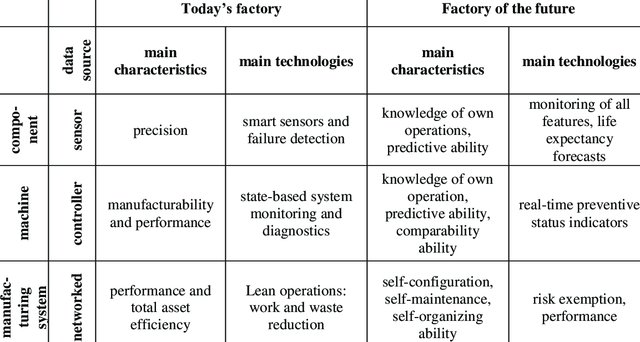 Today's factory
Factory of the future
data
source
main
characteristics
main technologies
main
characteristics
main technologies
compo-
nent
sensor
precision
smart sensors and
failure detection
knowledge of own
operations,
predictive ability
monitoring of all
features, life
expectancy
forecasts
machine
controller
manufacturability
and performance
state-based system
monitoring and
diagnostics
knowledge of own
operation,
predictive ability,
comparability
ability
real-time preventive
status indicators
manufac-
turing
system
networked
performance and
total asset
efficiency
Lean operations:
work and waste
reduction
self-configuration,
self-maintenance,
self-organizing
ability
risk exemption,
performance